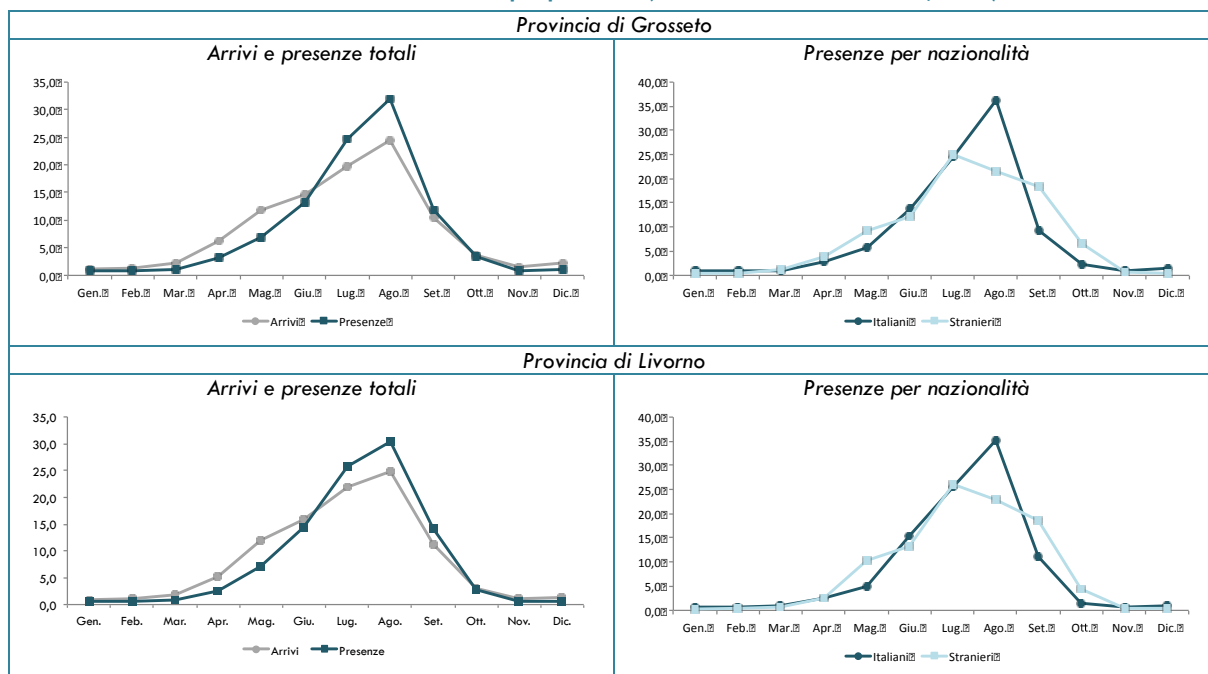 Provincia di Grosseto
Arrivi e presenze totali
35,0
30,0
25,0
20,0
15,0
10,0
5,0
0,0
Gen. Feb. Mar. Apr. Mag. Giu. Lug. Ago. Set. Ott. Nov. Dic.
Arrivi Presenze
Presenze per nazionalità
40,0
35,0
30,0
25,0
20,0
15,0
10,0
5,0
0,0
Gen. Feb. Mar. Apr. Mag. Giu. Lug. Ago. Set. Ott. Nov. Dic.
Italiani Stranieri
Provincia di Livorno
Arrivi e presenze totali
35,0
30,0
25,0
20,0
15,0
10,0
5,0
0,0
Gen. Feb. Mar. Apr. Mag. Giu. Lug. Ago. Set. Ott. Nov. Dic.
Arrivi Presenze
Presenze per nazionalità
40,0
35,0
30,0
25,0
20,0
15,0
10,0
5,0
0,0
Gen. Feb. Mar. Apr. Mag. Giu. Lug. Ago. Set. Ott. Nov. Dic.
Italiani Stranieri